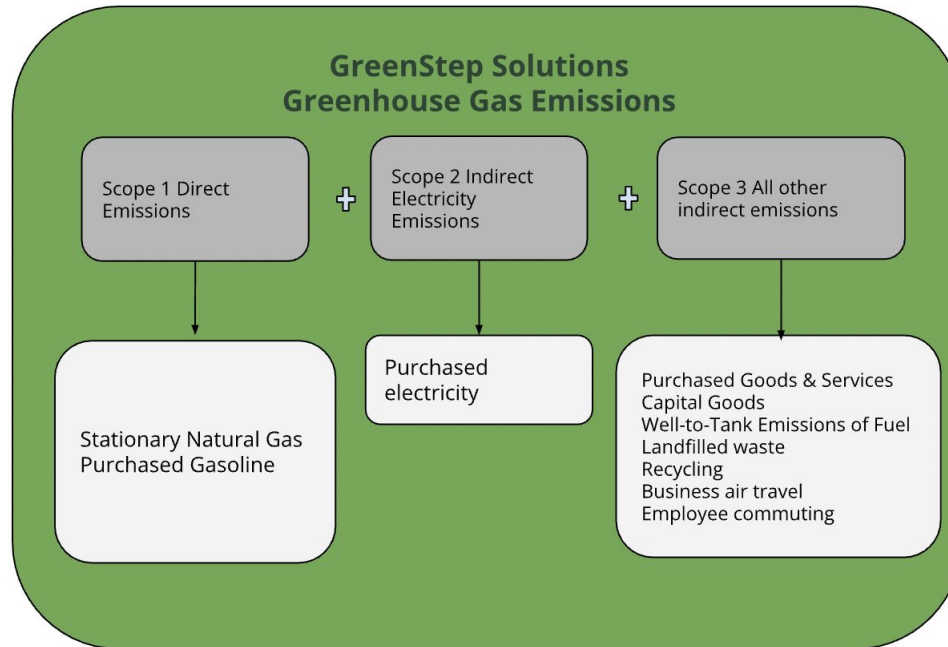 GreenStep Solutions
Greenhouse Gas Emissions
Scope 1 Direct
Emissions
Scope 2 Indirect
Electricity
Emissions
Scope 3 All other
indirect emissions
Stationary Natural Gas
Purchased Gasoline
Purchased
electricity
Purchased Goods & Services
Capital Goods
Well-to-Tank Emissions of Fuel
Landfilled waste
Recycling
Business air travel
Employee commuting